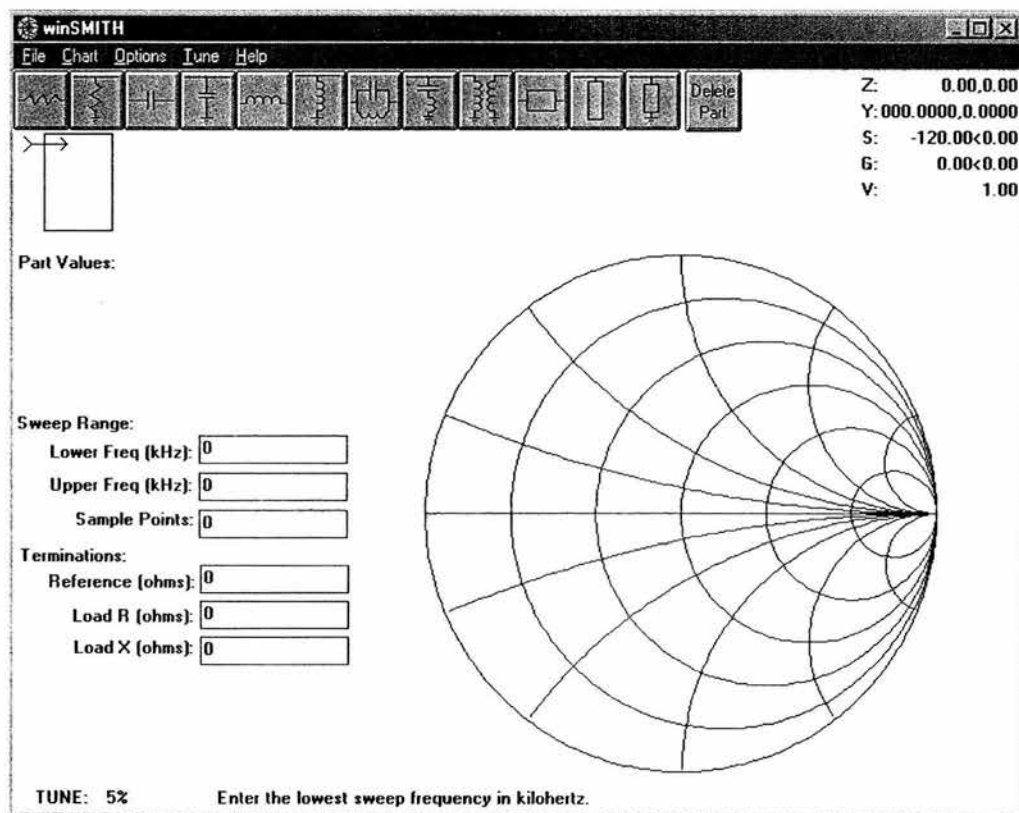 winSMITH
File Chart Options Tune Help
Delete
Part
Z: 0.00,0.00
Y: 000.0000,0.0000
S: -120.00<0.00
G: 0.00<0.00
V: 1.00
Part Values:
Sweep Range:
Lower Freq (kHz): 0
Upper Freq (kHz): 0
Sample Points: 0
Terminations:
Reference (ohms): 0
Load R (ohms): 0
Load X (ohms): 0
TUNE: 5% Enter the lowest sweep frequency in kilohertz.